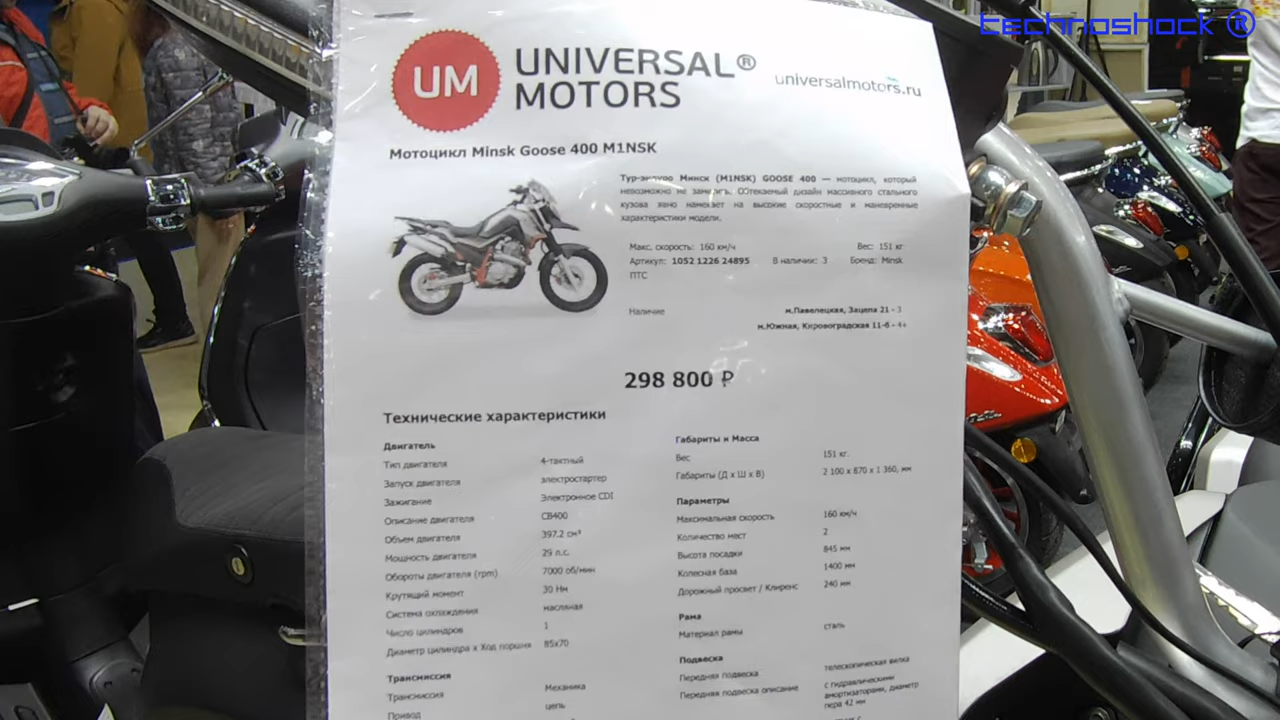 technoshock ®
UM
UNIVERSAL®
MOTORS
universalmotors.ru
Мотоцикл Minsk Goose 400 M1NSK
Тур-эндуро Минск (M1NSK) GOOSE 400 — мотоцикл, который
невозможно не заметить. Обтекаемый дизайн массивного стального
кузова явно намекает на высокие скоростные и маневренные
характеристики модели.
Макс. скорость: 160 км/ч Вес: 151 кг
Артикул: 1052 1226 24895 В наличии: 3 Бренд: Minsk
ПТС
Наличие м.Павелецкая, Зацепа 21 - 3
м.Южная, Кировоградская 11-6 - 4+
298 800 ₽
Технические характеристики
Двигатель
Тип двигателя 4-тактный
Запуск двигателя электростартер
Зажигание Электронное CDI
Описание двигателя CB400
Объем двигателя 397.2 см³
Мощность двигателя 29 л.с.
Обороты двигателя (rpm) 7000 об/мин
Крутящий момент 30 Нм
Система охлаждения масляная
Число цилиндров 1
Диаметр цилиндра x Ход поршня 85x70
Трансмиссия
Трансмиссия Механика
Привод цепь
Габариты и Масса
Вес 151 кг.
Габариты (Д x Ш x В) 2 100 x 870 x 1 360, мм
Параметры
Максимальная скорость 160 км/ч
Количество мест 2
Высота посадки 845 мм
Колесная база 1400 мм
Дорожный просвет / Клиренс 240 мм
Рама
Материал рамы сталь
Подвеска
Передняя подвеска телескопическая вилка
Передняя подвеска описание с гидравлическими
амортизаторами, диаметр
пера 42 мм